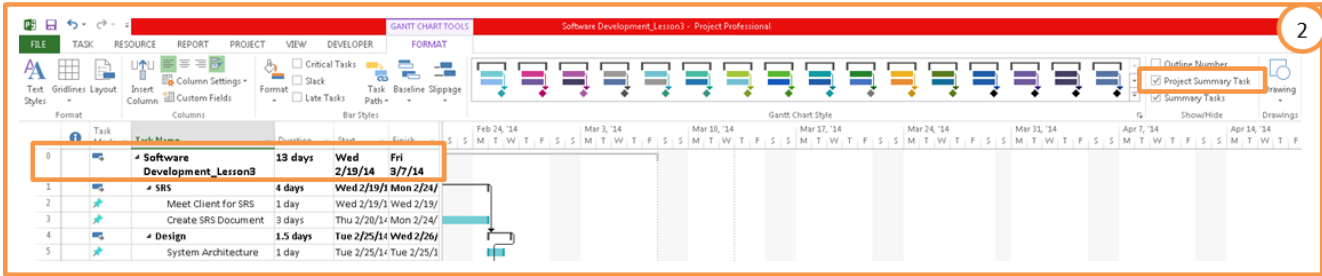 GANTT CHART TOOLS
Software Development_Lesson3 - Project Professional
2
FILE TASK RESOURCE REPORT PROJECT VIEW DEVELOPER FORMAT
Text Styles
Gridlines
Layout
Format
Insert Column
Column Settings
Custom Fields
Columns
Format
Critical Tasks
Slack
Late Tasks
Task Path
Baseline
Slippage
Bar Styles
Gantt Chart Style
Outline Number
Project Summary Task
Summary Tasks
Show/Hide
Drawing
Drawings
Task Name Duration Start Finish
S S M T W T F S S M T W T F S S M T W T F S S M T W T F S S M T W T F S S M T W T F S S M T W T F S S M T W T F
Feb 24, '14 Mar 3, '14 Mar 10, '14 Mar 17, '14 Mar 24, '14 Mar 31, '14 Apr 7, '14 Apr 14, '14
0 Software Development_Lesson3 13 days Wed 2/19/14 Fri 3/7/14
1 SRS 4 days Wed 2/19/1 Mon 2/24/
2 Meet Client for SRS 1 day Wed 2/19/1 Wed 2/19/
3 Create SRS Document 3 days Thu 2/20/14 Mon 2/24/
4 Design 1.5 days Tue 2/25/14 Wed 2/26/
5 System Architecture 1 day Tue 2/25/14 Tue 2/25/1